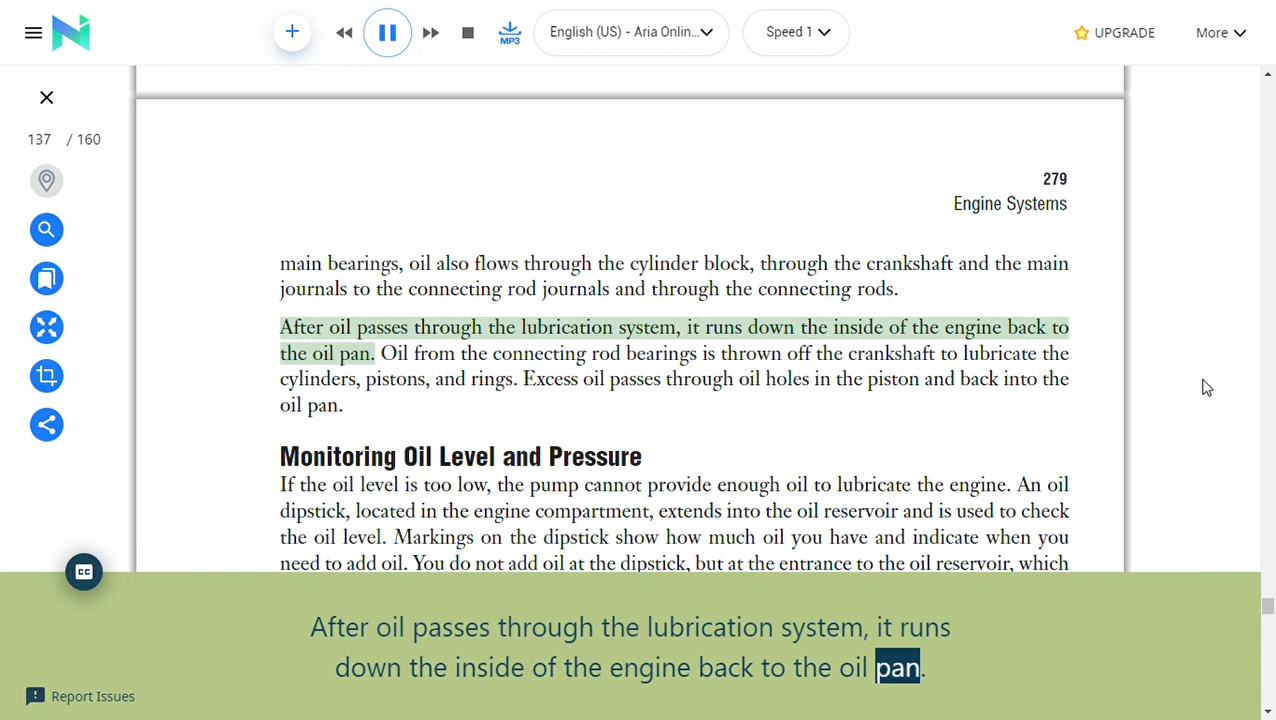 MP3
English (US) - Aria Onlin...
Speed 1
UPGRADE
More
137 / 160
279
Engine Systems
main bearings, oil also flows through the cylinder block, through the crankshaft and the main
journals to the connecting rod journals and through the connecting rods.
After oil passes through the lubrication system, it runs down the inside of the engine back to
the oil pan. Oil from the connecting rod bearings is thrown off the crankshaft to lubricate the
cylinders, pistons, and rings. Excess oil passes through oil holes in the piston and back into the
oil pan.
Monitoring Oil Level and Pressure
If the oil level is too low, the pump cannot provide enough oil to lubricate the engine. An oil
dipstick, located in the engine compartment, extends into the oil reservoir and is used to check
the oil level. Markings on the dipstick show how much oil you have and indicate when you
need to add oil. You do not add oil at the dipstick, but at the entrance to the oil reservoir, which
CC
After oil passes through the lubrication system, it runs
down the inside of the engine back to the oil pan.
Report Issues